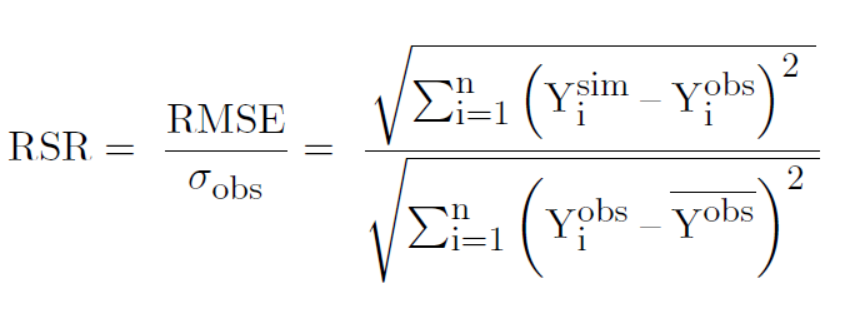 RSR = RMSE / σ_obs = √(∑_{i=1}^{n} (Y_i^{sim} – Y_i^{obs})^2) / √(∑_{i=1}^{n} (Y_i^{obs} – \overline{Y^{obs}})^2)